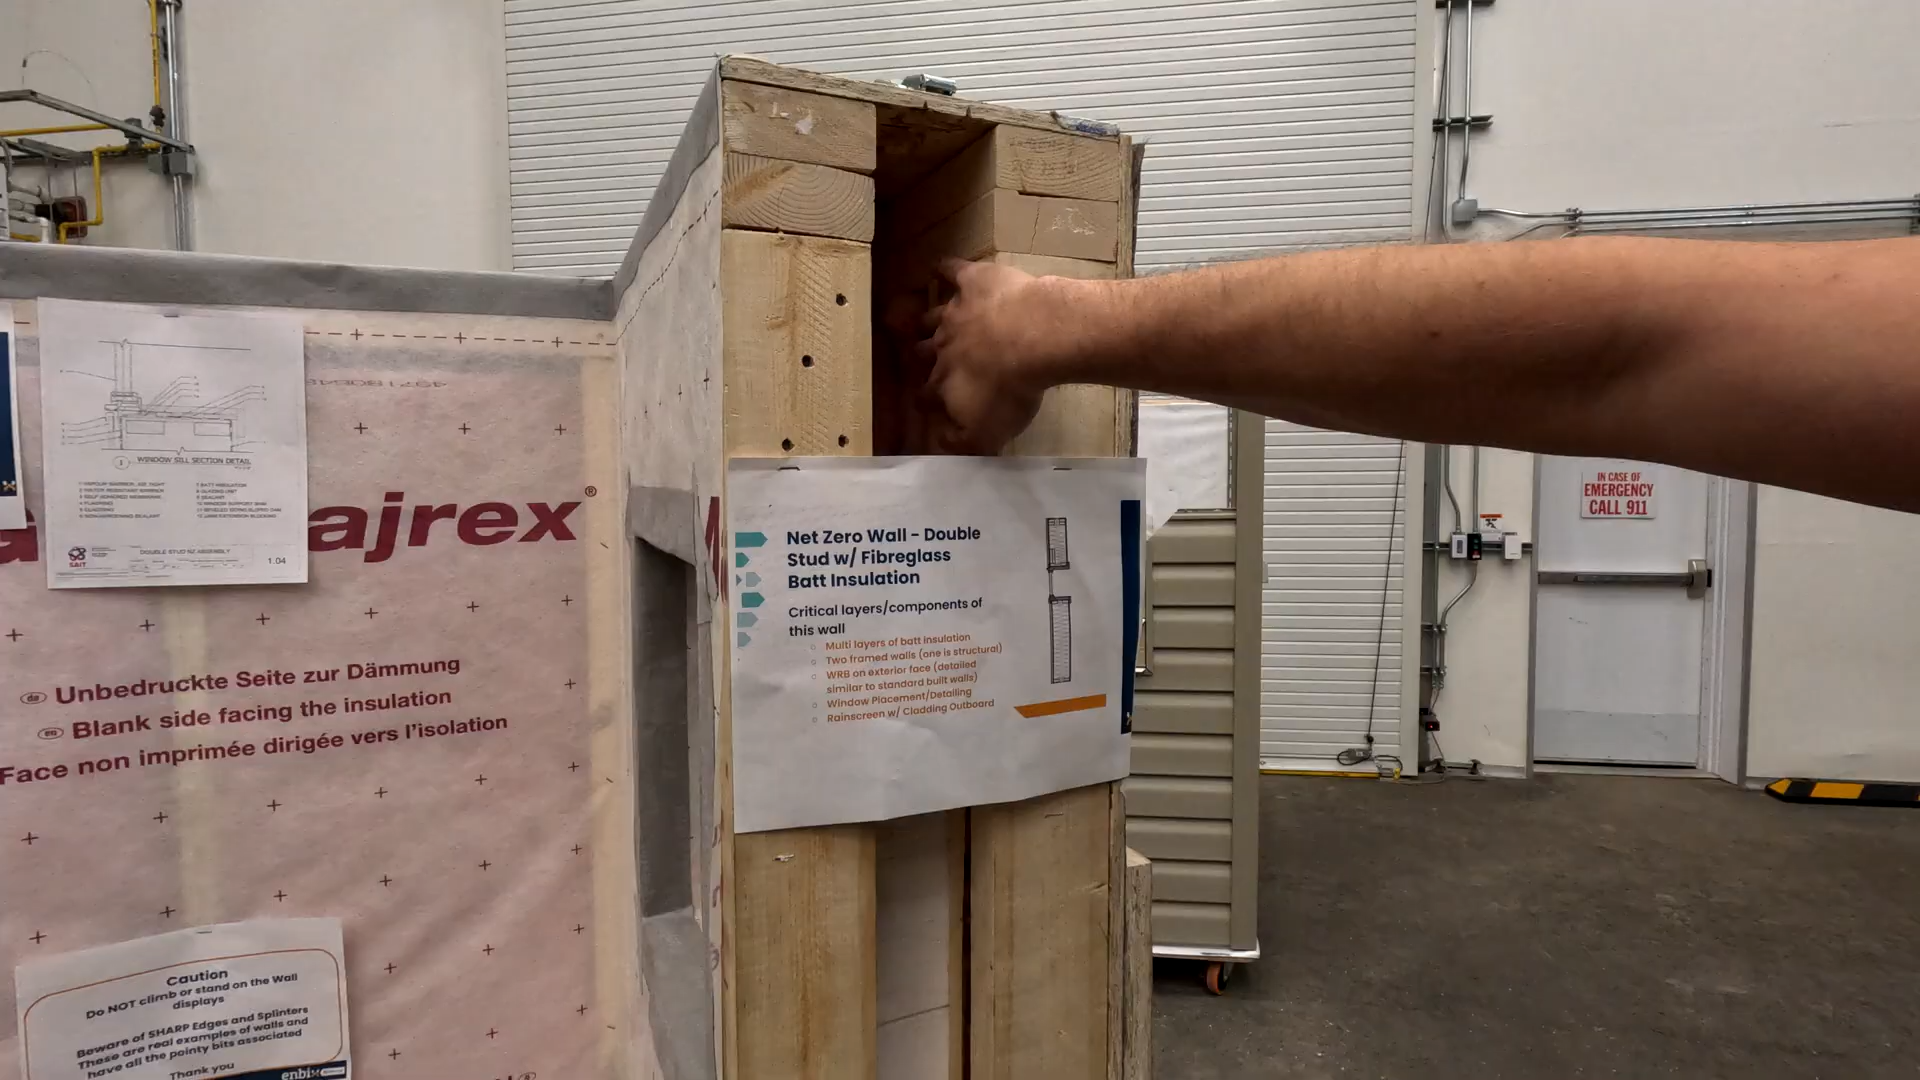 WINDOW SILL SECTION DETAIL
DOUBLE STUD NZ ASSEMBLY
SAIT
1.04
ajrex®
Unbedruckte Seite zur Dämmung
Blank side facing the insulation
Face non imprimée dirigée vers l'isolation
Caution
Do NOT climb or stand on the Wall
displays
Beware of SHARP Edges and Splinters
These are real examples of walls and
have all the pointy bits associated
Thank you
enbix
Net Zero Wall - Double
Stud w/ Fibreglass
Batt Insulation
Critical layers/components of
this wall
Multi layers of batt insulation
Two framed walls (one is structural)
WRB on exterior face (detailed
similar to standard built walls)
Window Placement/Detailing
Rainscreen w/ Cladding Outboard
IN CASE OF
EMERGENCY
CALL 911